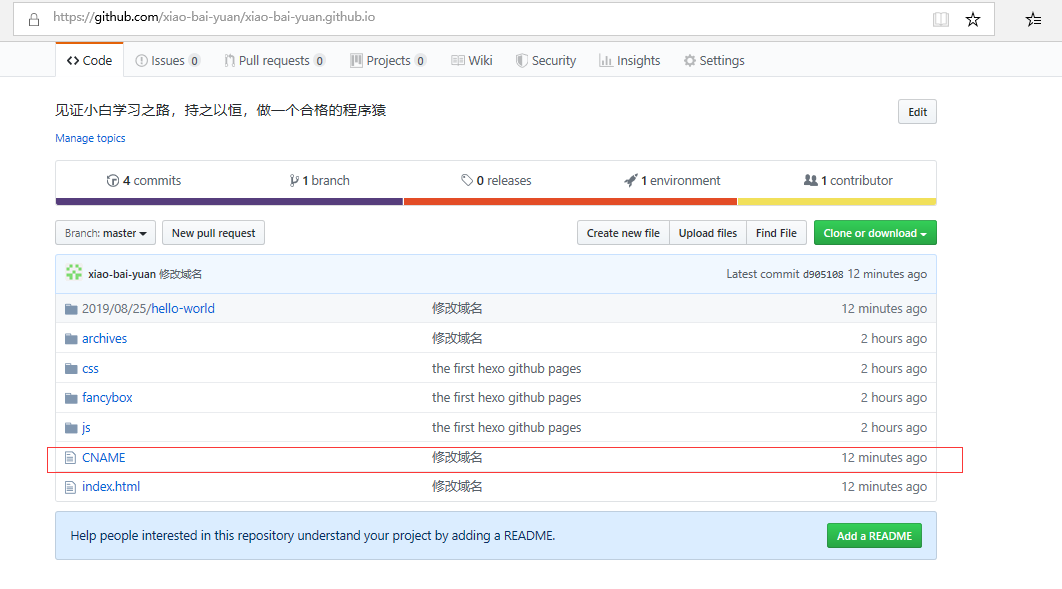 https://github.com/xiao-bai-yuan/xiao-bai-yuan.github.io
Code Issues 0 Pull requests 0 Projects 0 Wiki Security Insights Settings
见证小白学习之路，持之以恒，做一个合格的程序猿 Edit
Manage topics
4 commits 1 branch 0 releases 1 environment 1 contributor
Branch: master New pull request Create new file Upload files Find File Clone or download
xiao-bai-yuan 修改域名 Latest commit d905108 12 minutes ago
2019/08/25/hello-world 修改域名 12 minutes ago
archives 修改域名 2 hours ago
css the first hexo github pages 2 hours ago
fancybox the first hexo github pages 2 hours ago
js the first hexo github pages 2 hours ago
CNAME 修改域名 12 minutes ago
index.html 修改域名 12 minutes ago
Help people interested in this repository understand your project by adding a README. Add a README